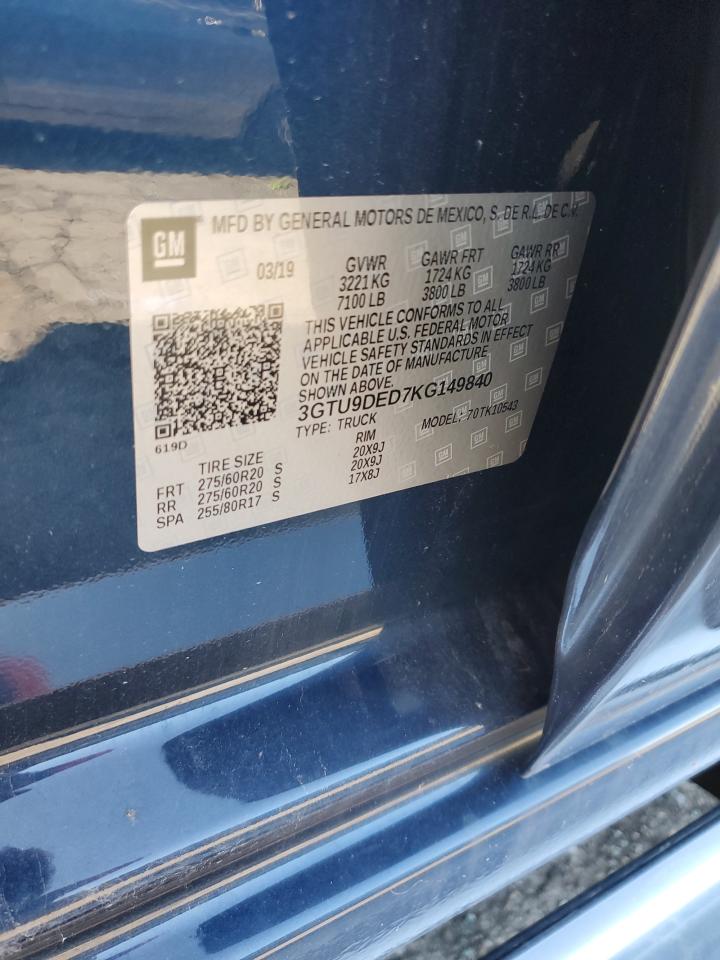 GM
MFD BY GENERAL MOTORS DE MEXICO, S. DE R.L. DE C.V.
03/19 GVWR GAWR FRT GAWR RR
3221 KG 1724 KG 1724 KG
7100 LB 3800 LB 3800 LB
THIS VEHICLE CONFORMS TO ALL
APPLICABLE U.S. FEDERAL MOTOR
VEHICLE SAFETY STANDARDS IN EFFECT
ON THE DATE OF MANUFACTURE
SHOWN ABOVE.
3GTU9DED7KG149840
TYPE: TRUCK MODEL: 70TK10543
619D
TIRE SIZE RIM
FRT 275/60R20 S 20X9J
RR 275/60R20 S 20X9J
SPA 255/80R17 S 17X8J